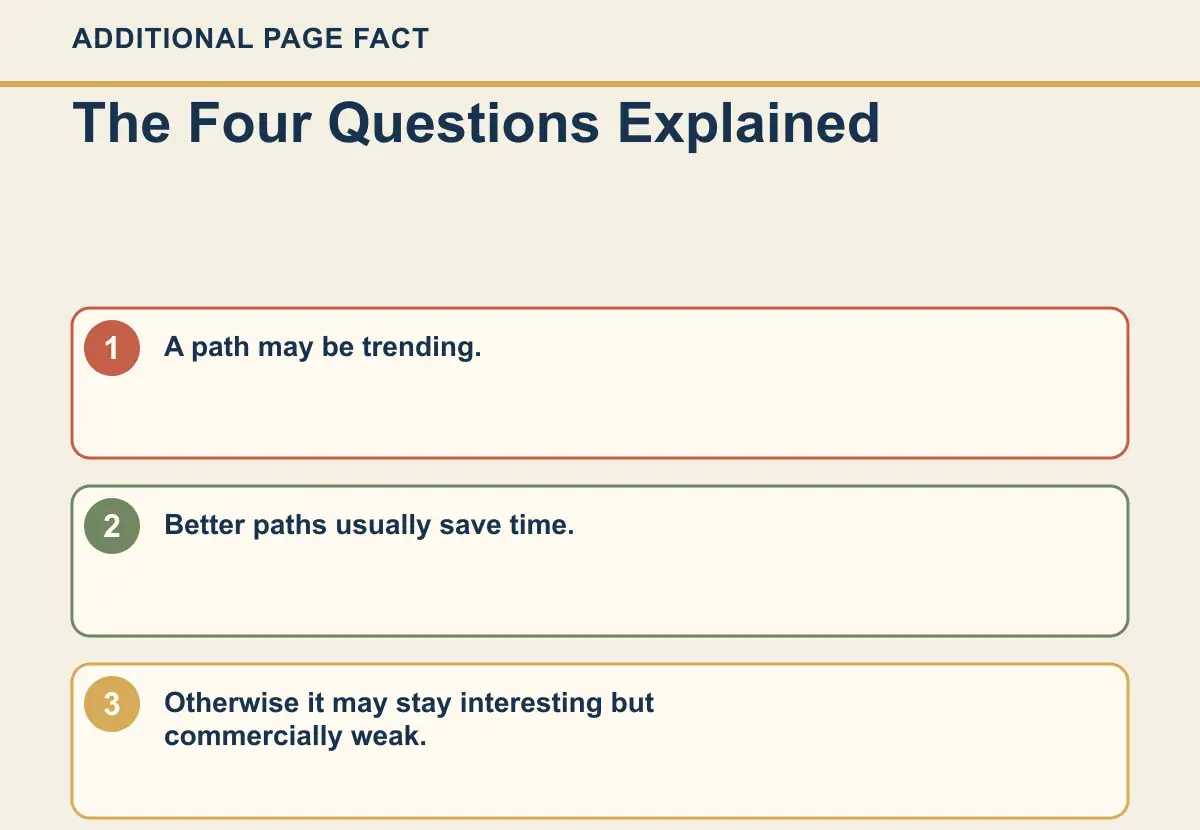 ADDITIONAL PAGE FACT
The Four Questions Explained
1
A path may be trending.
2
Better paths usually save time.
3
Otherwise it may stay interesting but
commercially weak.